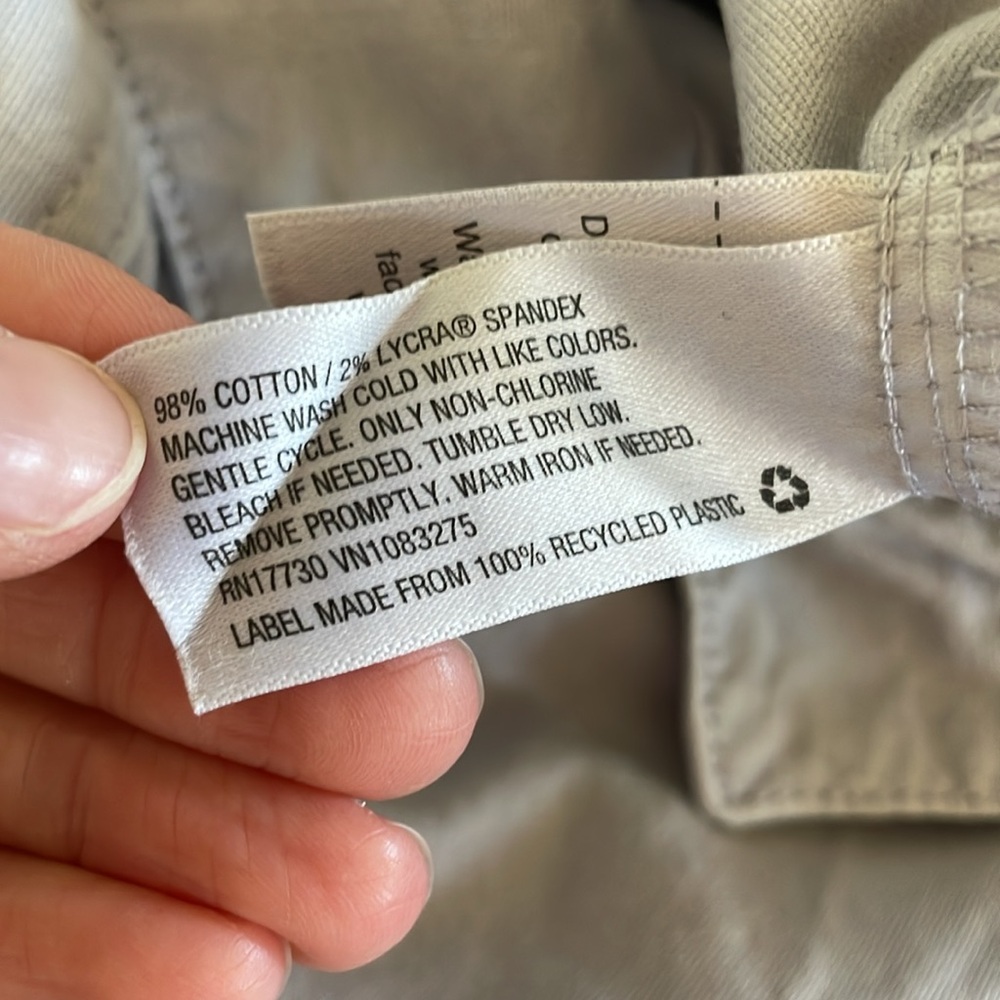 98% COTTON / 2% LYCRA® SPANDEX
MACHINE WASH COLD WITH LIKE COLORS.
GENTLE CYCLE. ONLY NON-CHLORINE
BLEACH IF NEEDED. TUMBLE DRY LOW.
REMOVE PROMPTLY. WARM IRON IF NEEDED.
RN17730 VN1083275
LABEL MADE FROM 100% RECYCLED PLASTIC